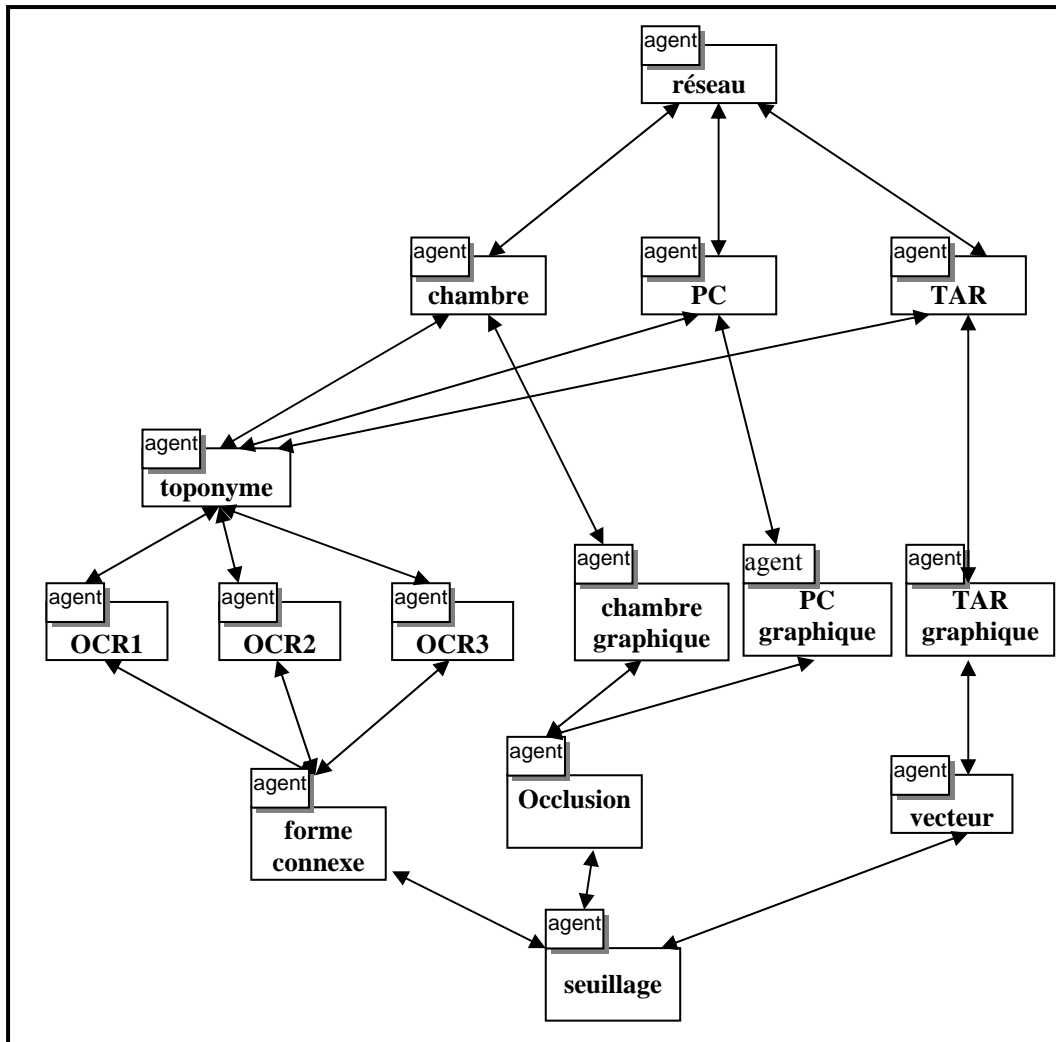 agent
réseau
agent
chambre
agent
PC
agent
TAR
agent
toponyme
agent
OCR1
agent
OCR2
agent
OCR3
agent
chambre
graphique
agent
PC
graphique
agent
TAR
graphique
agent
forme
connexe
agent
Occlusion
agent
vecteur
agent
seuillage